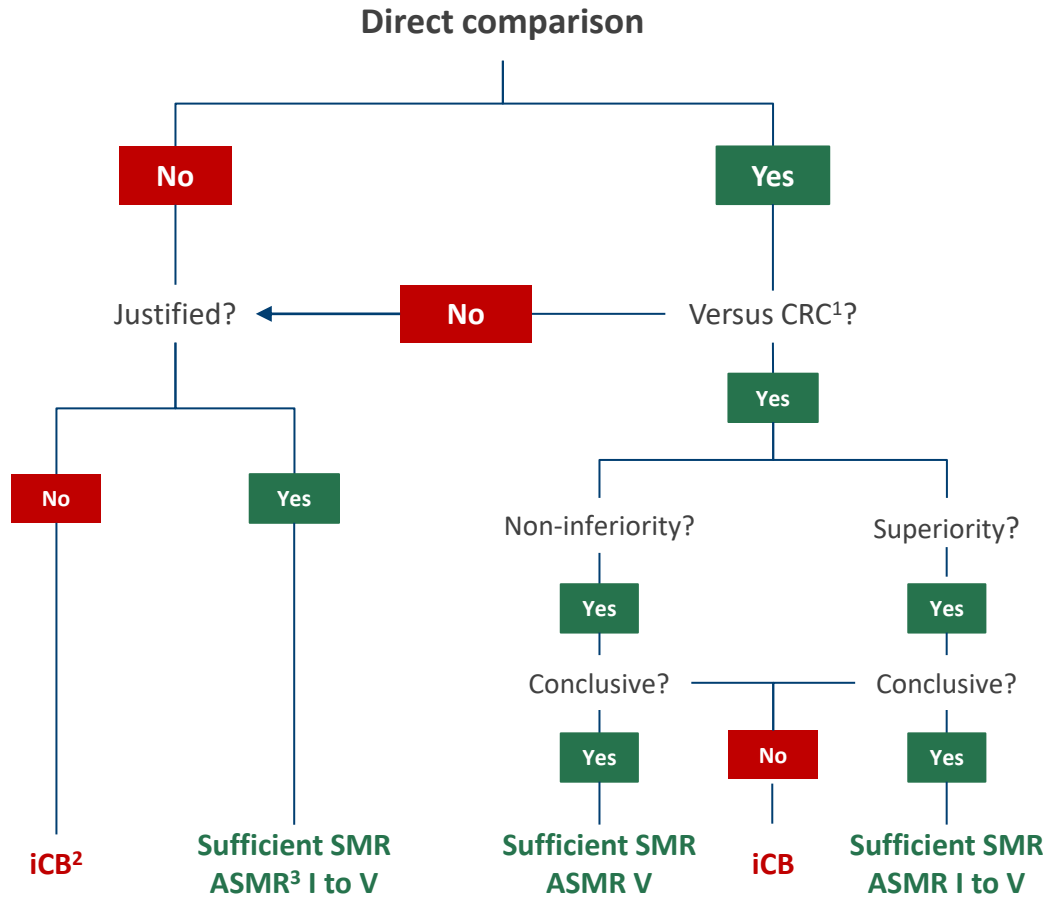 Direct comparison
No
Yes
Justified?
No
Versus CRC¹?
Yes
No
Yes
Non-inferiority?
Superiority?
Yes
Yes
Conclusive?
Conclusive?
Yes
No
Yes
iCB²
Sufficient SMR
ASMR³ I to V
Sufficient SMR
ASMR V
iCB
Sufficient SMR
ASMR I to V